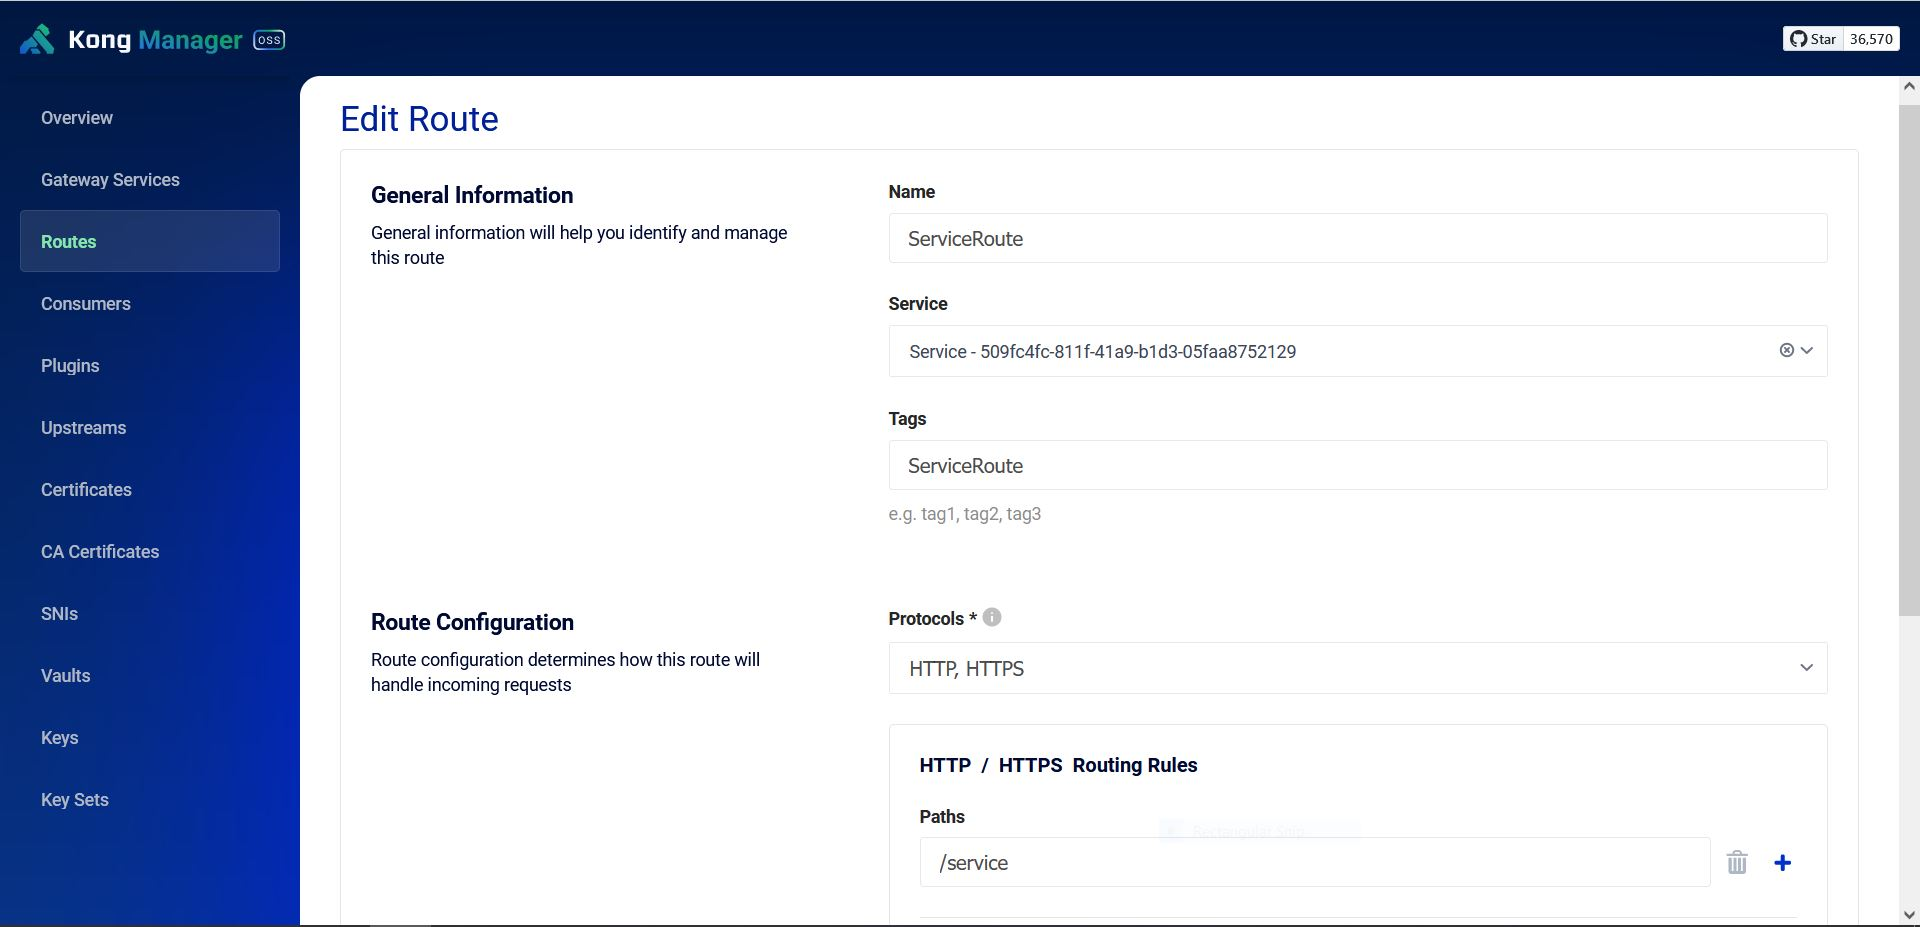 Kong Manager OSS
Star 36,570
Overview
Gateway Services
Routes
Consumers
Plugins
Upstreams
Certificates
CA Certificates
SNIs
Vaults
Keys
Key Sets
Edit Route
General Information
General information will help you identify and manage
this route
Name
ServiceRoute
Service
Service - 509fc4fc-811f-41a9-b1d3-05faa8752129
Tags
ServiceRoute
e.g. tag1, tag2, tag3
Route Configuration
Route configuration determines how this route will
handle incoming requests
Protocols *
HTTP, HTTPS
HTTP / HTTPS Routing Rules
Paths
Rectangular Snip
/service